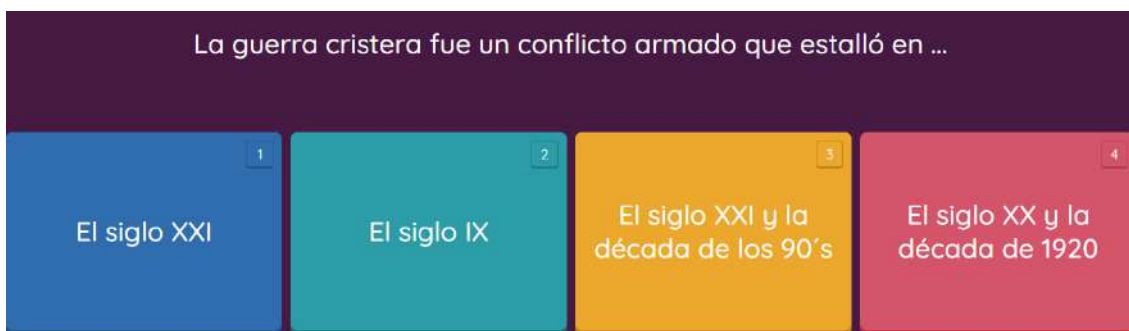 La guerra cristera fue un conflicto armado que estalló en ...
1
El siglo XXI
2
El siglo IX
3
El siglo XXI y la
década de los 90´s
4
El siglo XX y la
década de 1920